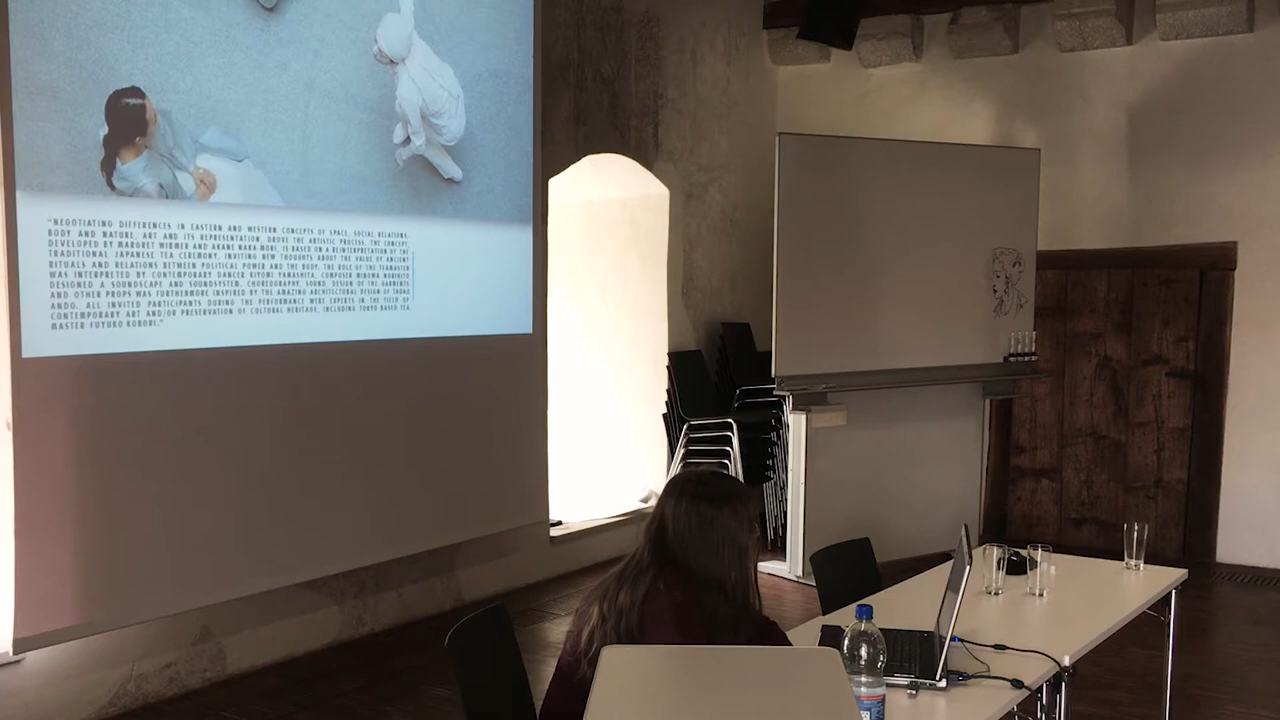 "NEGOTIATING DIFFERENCES IN EASTERN AND WESTERN CONCEPTS OF SPACE, SOCIAL RELATIONS,
BODY AND NATURE, ART AND ITS REPRESENTATION, DROVE THE ARTISTIC PROCESS. THE CONCEPT,
DEVELOPED BY MARGRET WIBMER AND AKANE NAKAMORI, IS BASED ON A REINTERPRETATION OF THE
TRADITIONAL JAPANESE TEA CEREMONY, INVITING NEW THOUGHTS ABOUT THE VALUE OF ANCIENT
RITUALS AND RELATIONS BETWEEN POLITICAL POWER AND THE BODY. THE ROLE OF THE TEAMASTER
WAS INTERPRETED BY CONTEMPORARY DANCER KIYOMI YANASHITA. COMPOSER
DESIGNED A SOUNDSCAPE AND SOUNDSYSTEM. CHOREOGRAPHY, SOUND, DESIGN OF THE GARMENTS
AND OTHER PROPS WAS FURTHERMORE INSPIRED BY THE AMAZING ARCHITECTURAL DESIGN OF TADAO
ANDO. ALL INVITED PARTICIPANTS DURING THE PERFORMANCE WERE EXPERTS IN THE FIELD OF
CONTEMPORARY ART AND/OR PRESERVATION OF CULTURAL HERITAGE, INCLUDING TOKYO BASED TEA
MASTER FUYUKO KOBORI."